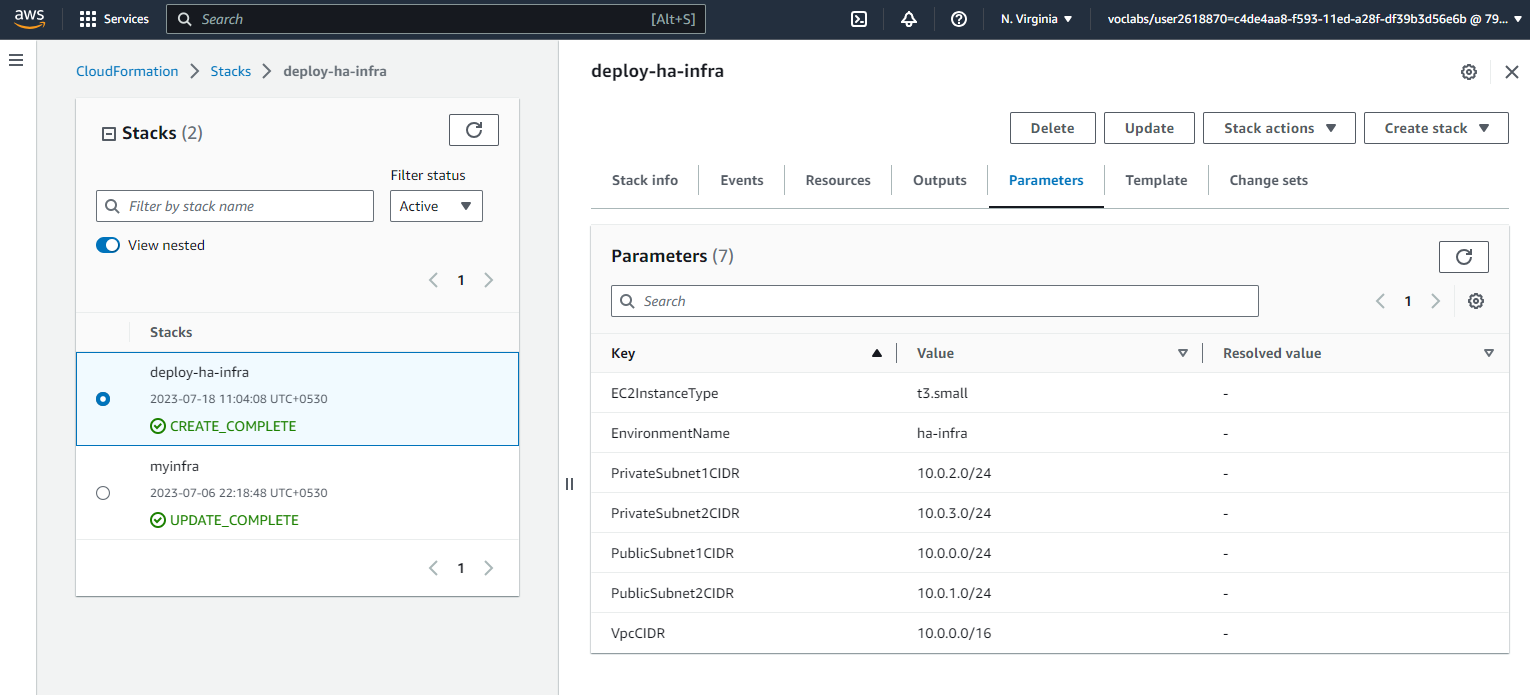 aws Services Search [Alt+S] N. Virginia voclabs/user2618870=c4de4aa8-f593-11ed-a28f-df39b3d56e6b @ 79...
CloudFormation Stacks deploy-ha-infra
Stacks (2)
Filter status
Filter by stack name Active
View nested
1
Stacks
deploy-ha-infra
2023-07-18 11:04:08 UTC+0530
CREATE_COMPLETE
myinfra
2023-07-06 22:18:48 UTC+0530
UPDATE_COMPLETE
1
deploy-ha-infra
Delete Update Stack actions Create stack
Stack info Events Resources Outputs Parameters Template Change sets
Parameters (7)
Search 1
Key Value Resolved value
EC2InstanceType t3.small -
EnvironmentName ha-infra -
PrivateSubnet1CIDR 10.0.2.0/24 -
PrivateSubnet2CIDR 10.0.3.0/24 -
PublicSubnet1CIDR 10.0.0.0/24 -
PublicSubnet2CIDR 10.0.1.0/24 -
VpcCIDR 10.0.0.0/16 -